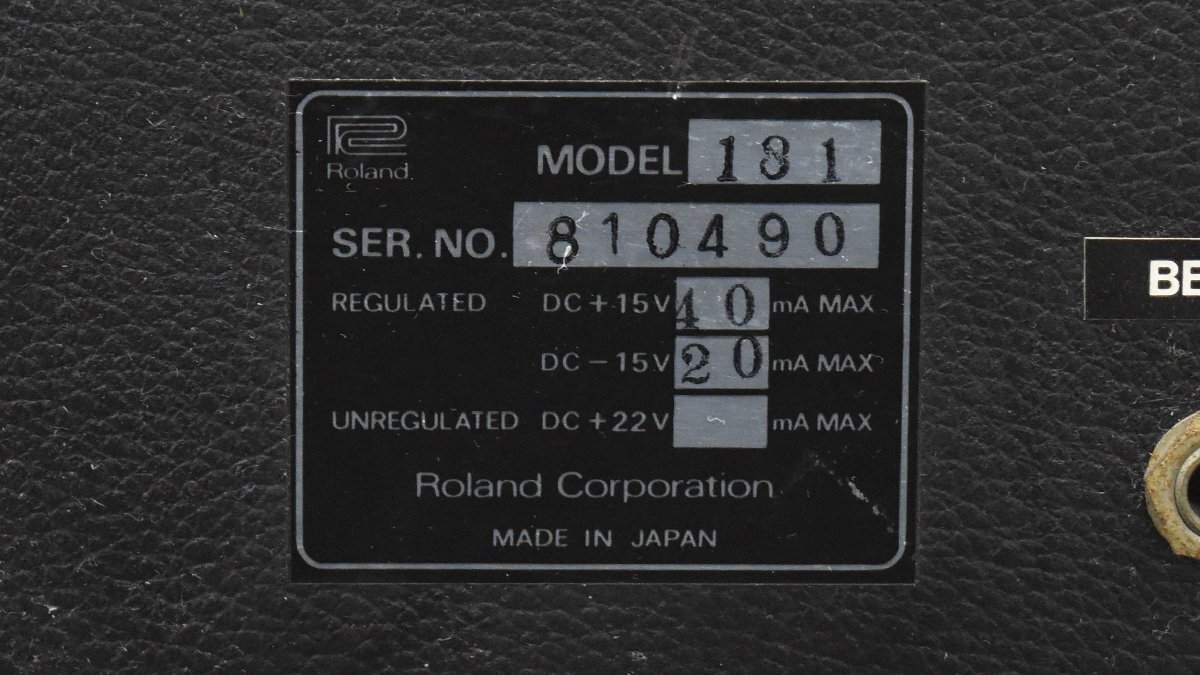 Roland
MODEL 181
SER. NO. 810490
REGULATED DC +15V 40 mA MAX
DC -15V 20 mA MAX
UNREGULATED DC +22V mA MAX
Roland Corporation
MADE IN JAPAN
BE